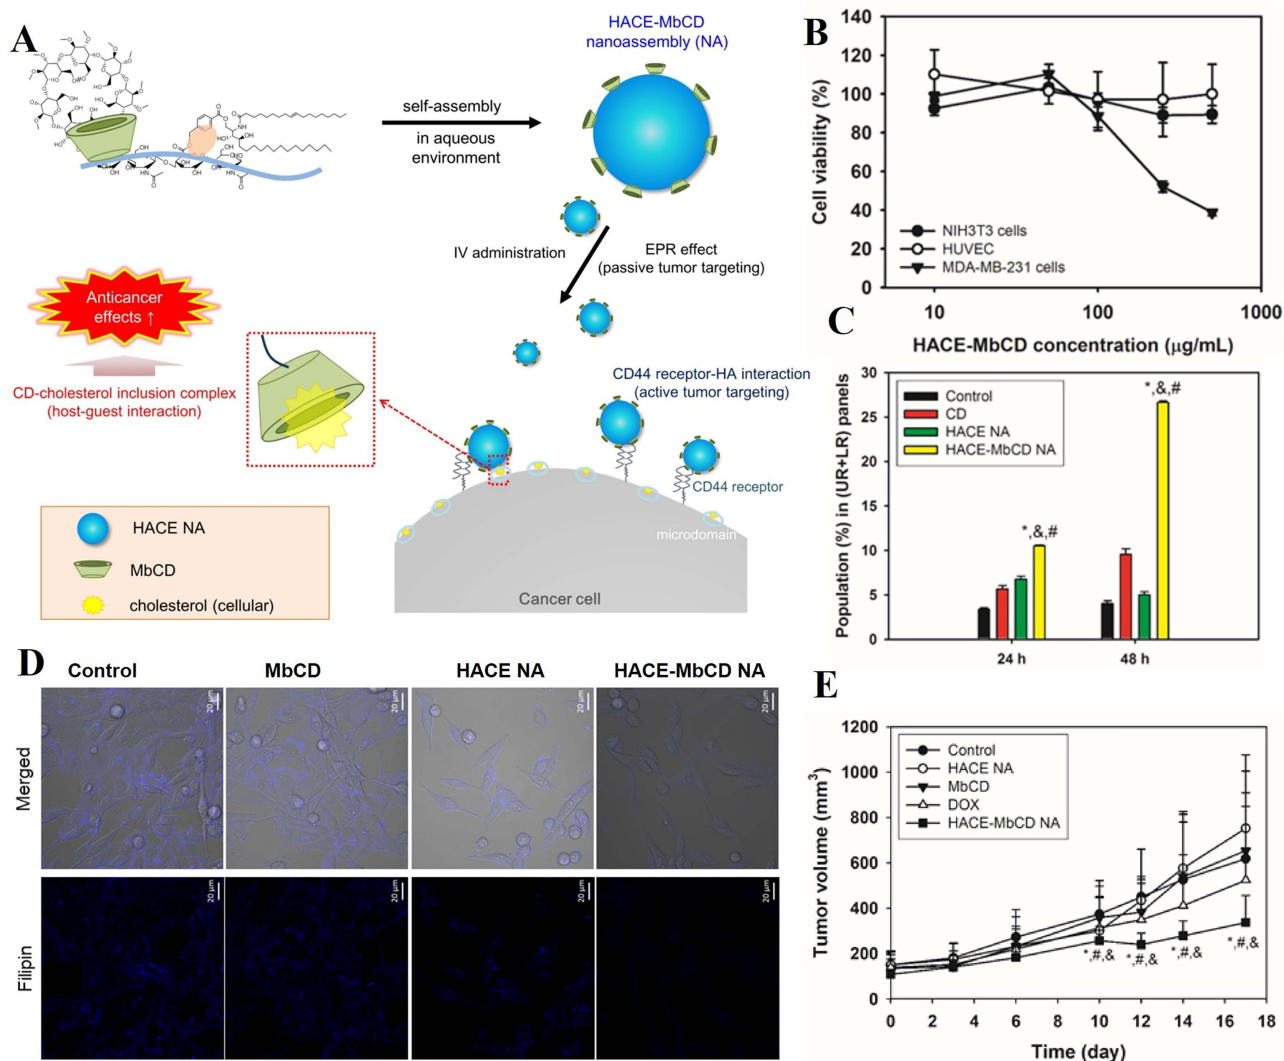 A
HACE-MbCD
nanoassembly (NA)
self-assembly
in aqueous
environment
IV administration
EPR effect
(passive tumor targeting)
Anticancer
effects ↑
CD-cholesterol inclusion complex
(host-guest interaction)
CD44 receptor-HA interaction
(active tumor targeting)
CD44 receptor
microdomain
Cancer cell
HACE NA
MbCD
cholesterol (cellular)
B
Cell viability (%)
140
120
100
80
60
40
20
0
NIH3T3 cells
HUVEC
MDA-MB-231 cells
10
100
1000
HACE-MbCD concentration (μg/mL)
C
Population (%) in (UR+LR) panels
30
25
20
15
10
5
0
Control
CD
HACE NA
HACE-MbCD NA
*,&,#
*,&,#
24 h
48 h
D
Control
MbCD
HACE NA
HACE-MbCD NA
Merged
20 μm
20 μm
20 μm
20 μm
Filipin
20 μm
20 μm
20 μm
20 μm
E
Tumor volume (mm³)
1200
1000
800
600
400
200
0
Control
HACE NA
MbCD
DOX
HACE-MbCD NA
*,#,&
*,#,&
*,#,&
*,#,&
0 2 4 6 8 10 12 14 16 18
Time (day)